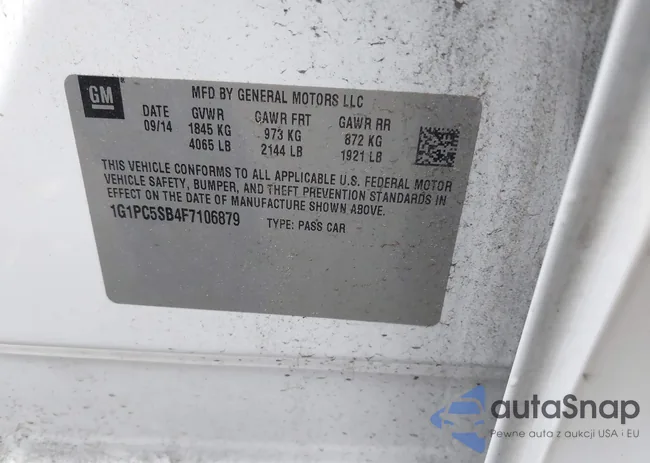 GM
MFD BY GENERAL MOTORS LLC
DATE GVWR GAWR FRT GAWR RR
09/14 1845 KG 973 KG 872 KG
4065 LB 2144 LB 1921 LB
THIS VEHICLE CONFORMS TO ALL APPLICABLE U.S. FEDERAL MOTOR
VEHICLE SAFETY, BUMPER, AND THEFT PREVENTION STANDARDS IN
EFFECT ON THE DATE OF MANUFACTURE SHOWN ABOVE.
1G1PC5SB4F7106879 TYPE: PASS CAR
autaSnap
Pewne auta z aukcji USA i EU